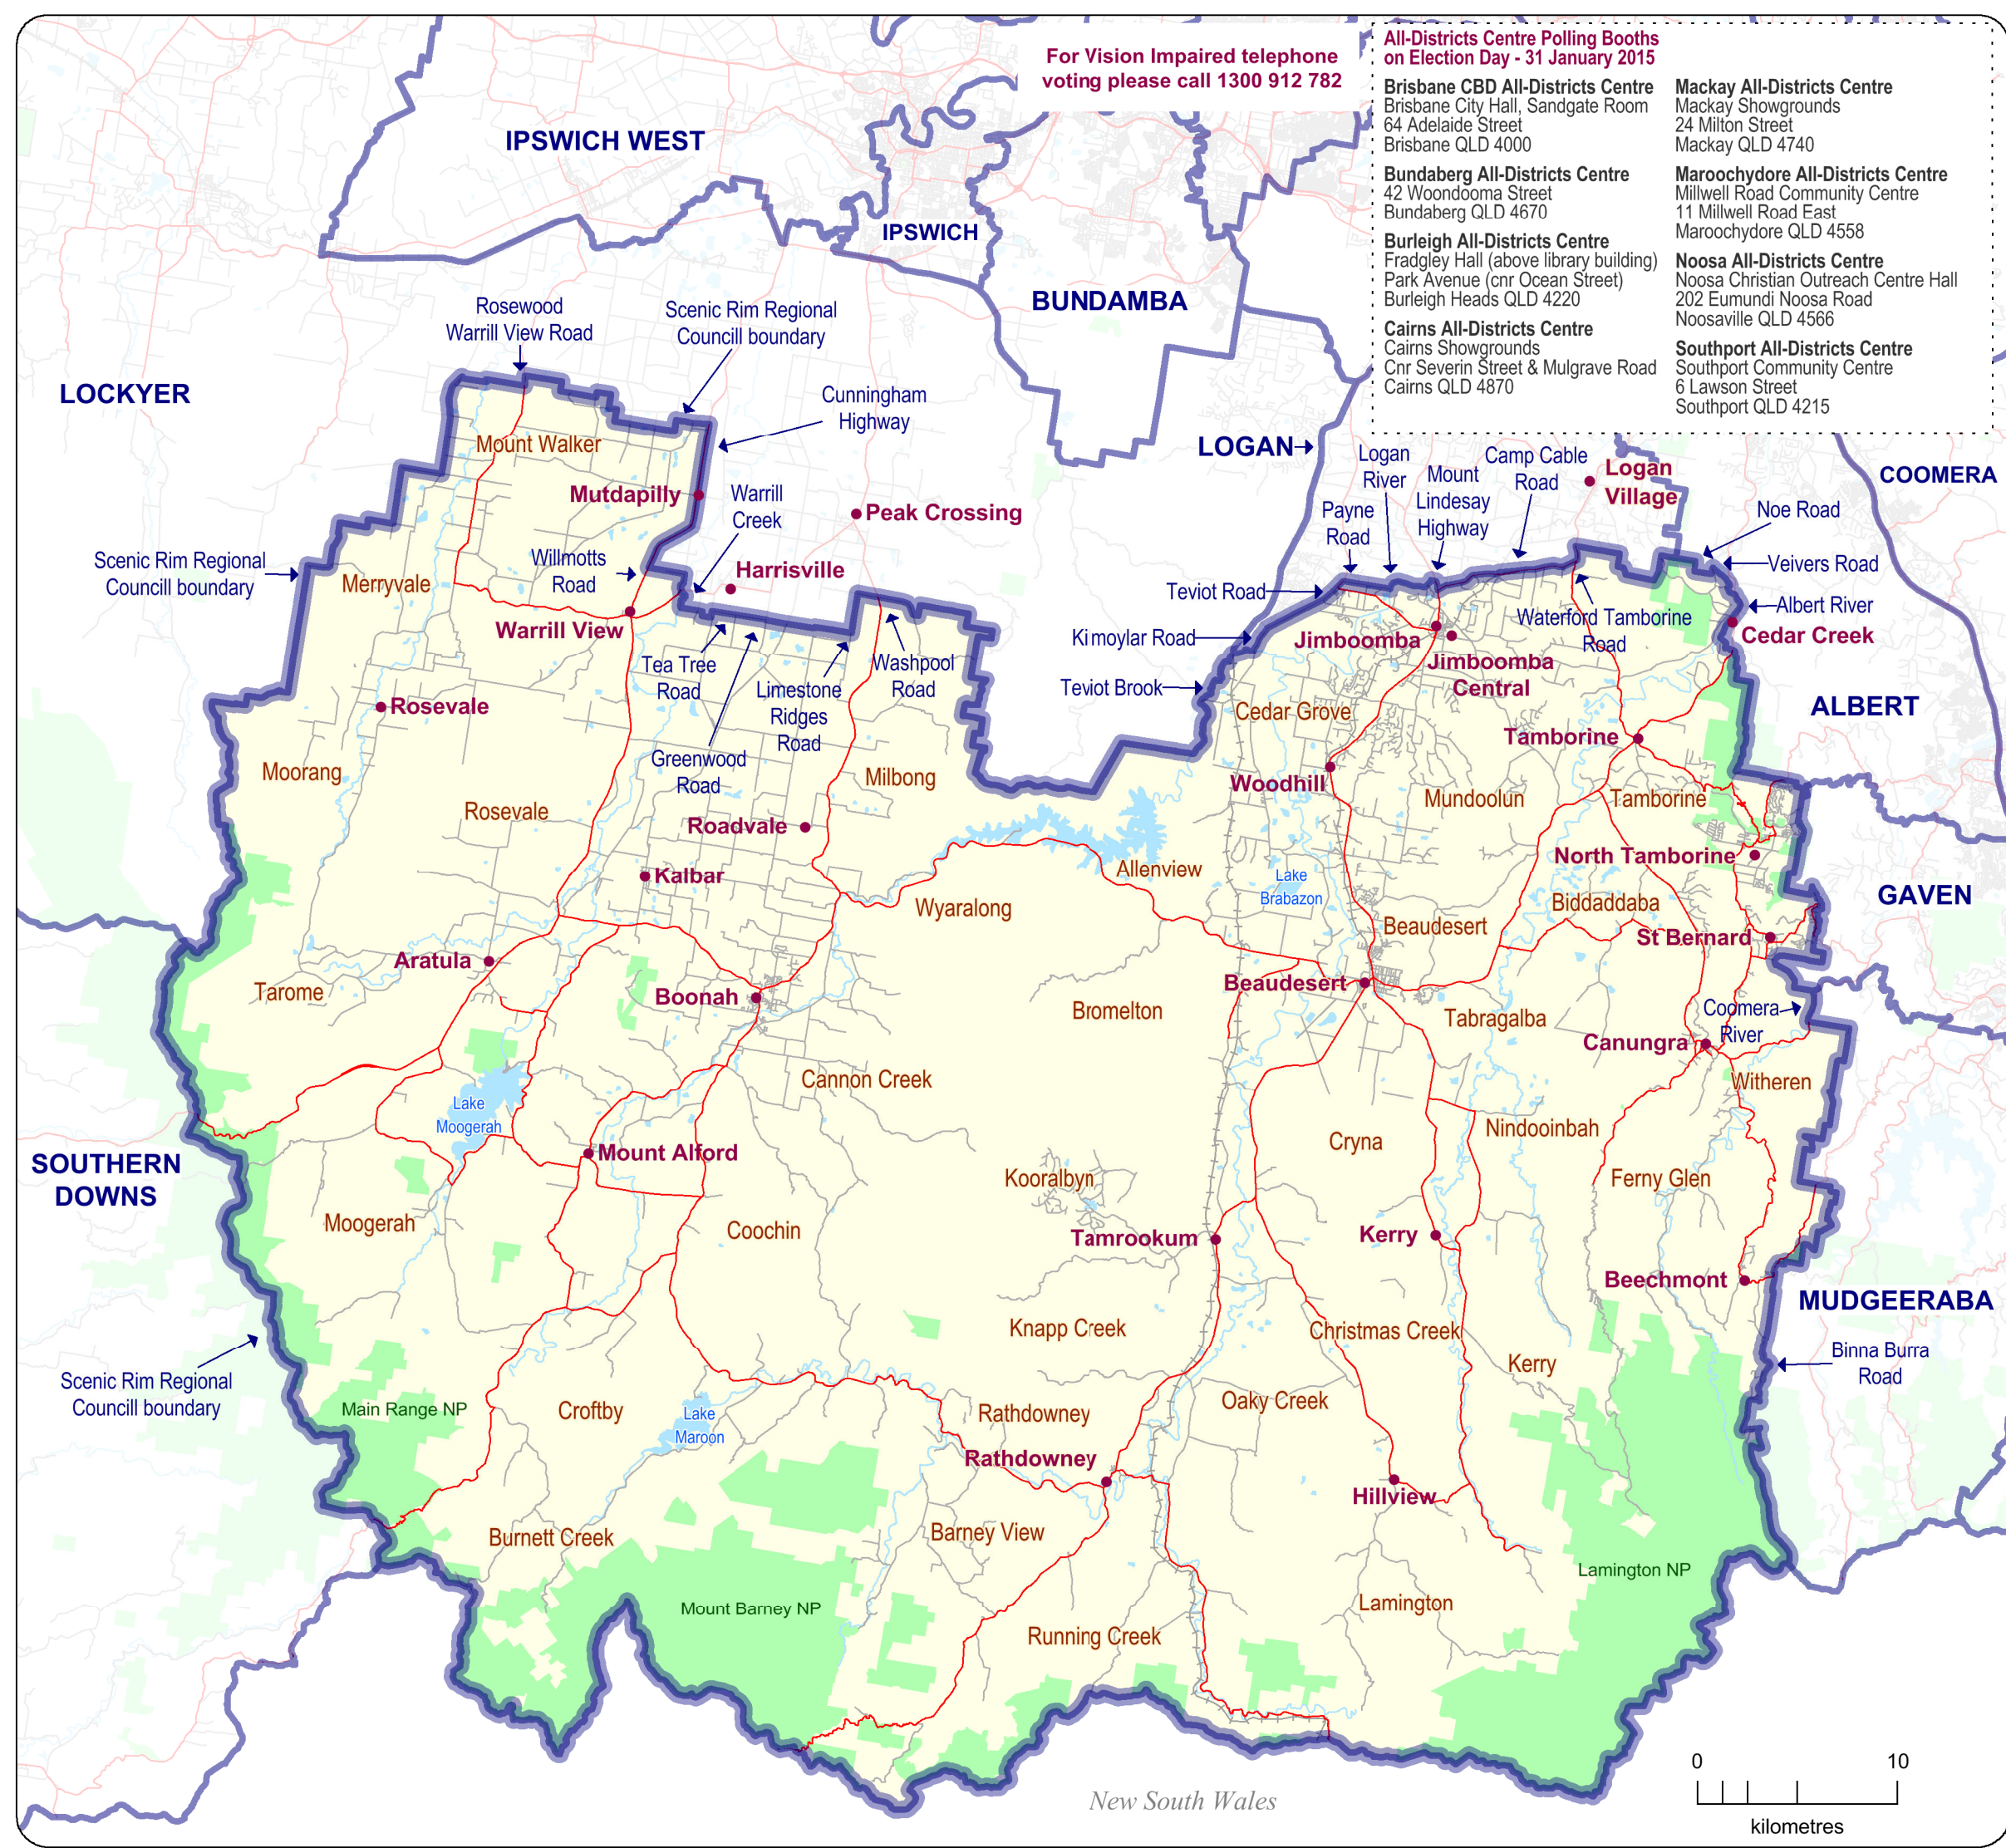 For Vision Impaired telephone
voting please call 1300 912 782
All-Districts Centre Polling Booths
on Election Day - 31 January 2015
Brisbane CBD All-Districts Centre
Brisbane City Hall, Sandgate Room
64 Adelaide Street
Brisbane QLD 4000
Bundaberg All-Districts Centre
42 Woondooma Street
Bundaberg QLD 4670
Burleigh All-Districts Centre
Fradgley Hall (above library building)
Park Avenue (cnr Ocean Street)
Burleigh Heads QLD 4220
Cairns All-Districts Centre
Cairns Showgrounds
Cnr Severin Street & Mulgrave Road
Cairns QLD 4870
Mackay All-Districts Centre
Mackay Showgrounds
24 Milton Street
Mackay QLD 4740
Maroochydore All-Districts Centre
Millwell Road Community Centre
11 Millwell Road East
Maroochydore QLD 4558
Noosa All-Districts Centre
Noosa Christian Outreach Centre Hall
202 Eumundi Noosa Road
Noosaville QLD 4566
Southport All-Districts Centre
Southport Community Centre
6 Lawson Street
Southport QLD 4215
IPSWICH WEST
IPSWICH
BUNDAMBA
LOCKYER
LOGAN
COOMERA
ALBERT
GAVEN
MUDGEERABA
SOUTHERN
DOWNS
Rosewood
Warrill View Road
Scenic Rim Regional
Councill boundary
Cunningham
Highway
Warrill
Creek
Willmotts
Road
Scenic Rim Regional
Councill boundary
Tea Tree
Road
Greenwood
Road
Limestone
Ridges
Road
Washpool
Road
Teviot Road
Kimoylar Road
Teviot Brook
Payne
Road
Logan
River
Mount
Lindesay
Highway
Camp Cable
Road
Waterford Tamborine
Road
Noe Road
Veivers Road
Albert River
Coomera
River
Binna Burra
Road
Scenic Rim Regional
Councill boundary
Mount Walker
Mutdapilly
Peak Crossing
Harrisville
Logan
Village
Merryvale
Warrill View
Rosevale
Moorang
Rosevale
Milbong
Roadvale
Kalbar
Aratula
Tarome
Boonah
Wyaralong
Allenview
Jimboomba
Jimboomba
Central
Cedar Creek
Cedar Grove
Tamborine
Woodhill
Mundoolun
Tamborine
North Tamborine
Lake
Brabazon
Biddaddaba
Beaudesert
St Bernard
Beaudesert
Bromelton
Tabragalba
Canungra
Witheren
Cannon Creek
Lake
Moogerah
Mount Alford
Moogerah
Coochin
Kooralbyn
Cryna
Nindooinbah
Ferny Glen
Tamrookum
Kerry
Beechmont
Knapp Creek
Christmas Creek
Kerry
Main Range NP
Croftby
Lake
Maroon
Rathdowney
Oaky Creek
Rathdowney
Hillview
Burnett Creek
Barney View
Lamington NP
Mount Barney NP
Running Creek
Lamington
New South Wales
0 10
kilometres